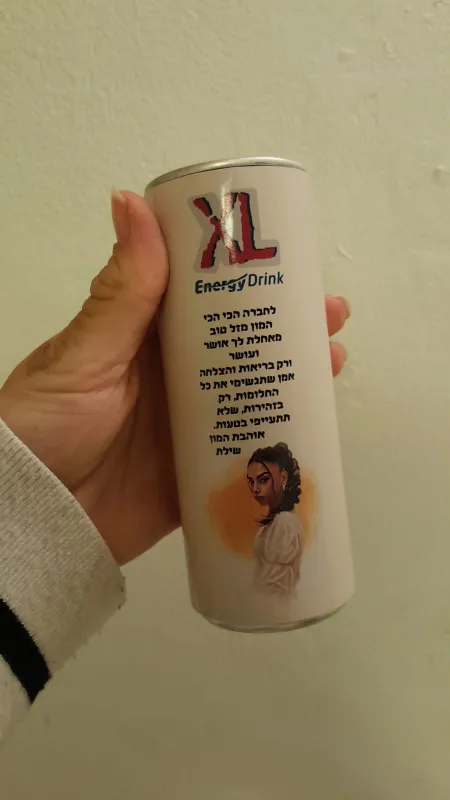 XL
Energy Drink
לחברה הכי הכי
המון מזל טוב
מאחלת לך אושר
ועושר
ורק בריאות והצלחה
אמן שתגשימי את כל
החלומות, רק
בזהירות, שלא
תתעייפי בטעות.
אוהבת המון
שילת